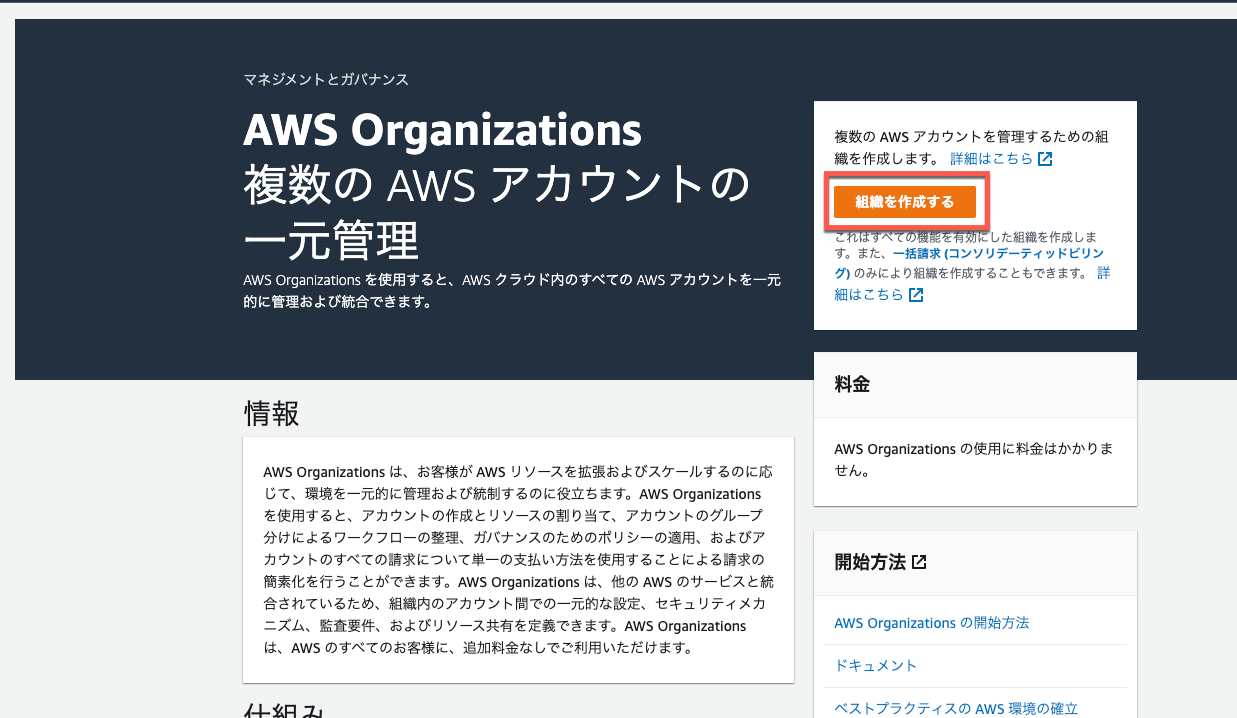 マネジメントとガバナンス
AWS Organizations
複数の AWS アカウントの
一元管理
AWS Organizations を使用すると、AWS クラウド内のすべての AWS アカウントを一元
的に管理および統合できます。
複数の AWS アカウントを管理するための組
織を作成します。 詳細はこちら
組織を作成する
これはすべての機能を有効にした組織を作成しま
す。また、一括請求 (コンソリデーティッドビリン
グ) のみにより組織を作成することもできます。 詳
細はこちら
料金
AWS Organizations の使用に料金はかかりま
せん。
開始方法
AWS Organizations の開始方法
ドキュメント
ベストプラクティスの AWS 環境の確立
情報
AWS Organizations は、お客様が AWS リソースを拡張およびスケールするのに応
じて、環境を一元的に管理および統制するのに役立ちます。AWS Organizations
を使用すると、アカウントの作成とリソースの割り当て、アカウントのグループ
分けによるワークフローの整理、ガバナンスのためのポリシーの適用、およびア
カウントのすべての請求について単一の支払い方法を使用することによる請求の
簡素化を行うことができます。AWS Organizations は、他の AWS のサービスと統
合されているため、組織内のアカウント間での一元的な設定、セキュリティメカ
ニズム、監査要件、およびリソース共有を定義できます。AWS Organizations
は、AWS のすべてのお客様に、追加料金なしでご利用いただけます。
仕組み